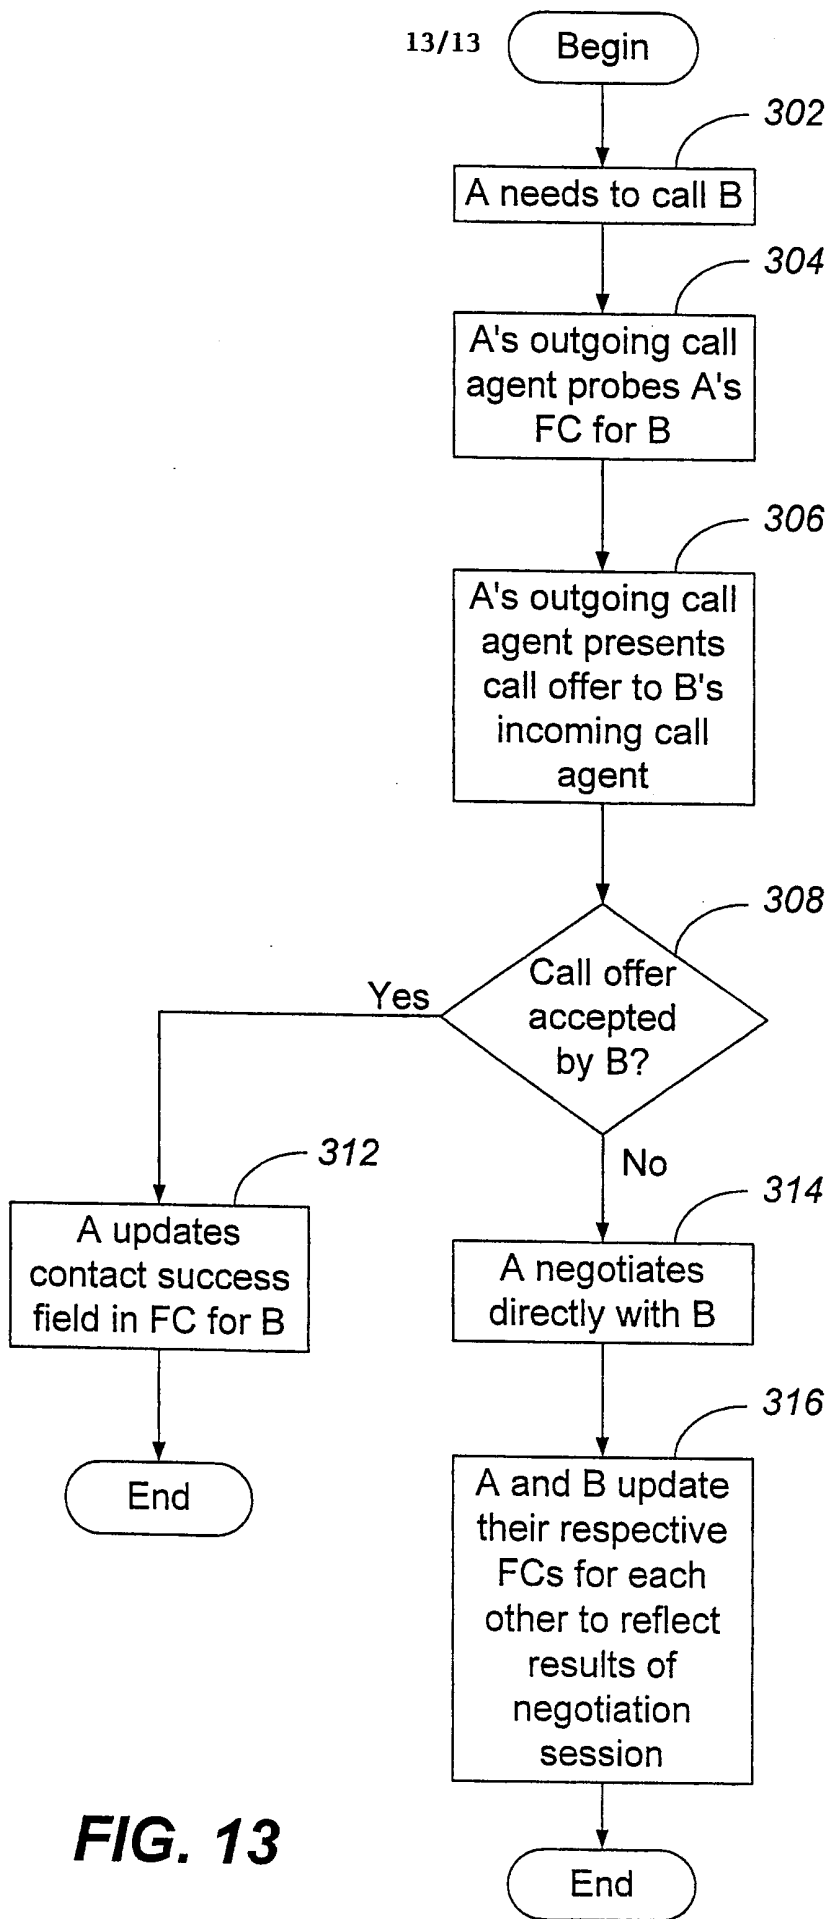 13/13
Begin
302
A needs to call B
304
A's outgoing call
agent probes A's
FC for B
306
A's outgoing call
agent presents
call offer to B's
incoming call
agent
308
Call offer
accepted
by B?
Yes
No
312
A updates
contact success
field in FC for B
End
314
A negotiates
directly with B
316
A and B update
their respective
FCs for each
other to reflect
results of
negotiation
session
End
FIG. 13